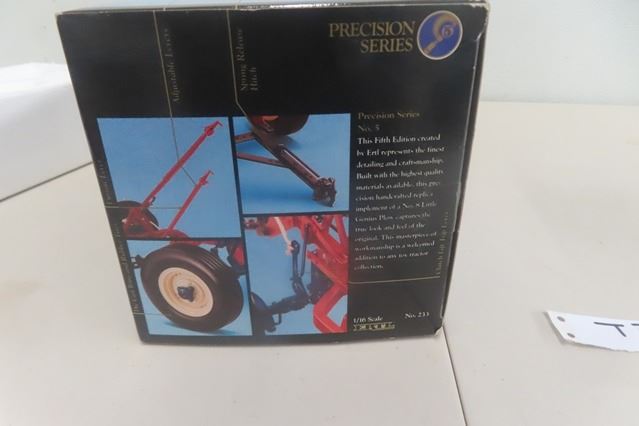 PRECISION
SERIES
5
Adjustable Levers
Spring Release
Hitch
Precision Series
No. 5
This Fifth Edition created
by Ertl represents the finest
detailing and craftsmanship.
Built with the highest quality
materials available, this pre-
cision handcrafted replica
implement of a No. 8 Little
Genius Plow captures the
true look and feel of the
original. This masterpiece of
workmanship is a welcomed
addition to any toy tractor
collection.
1/16 Scale
ERTL
No. 233